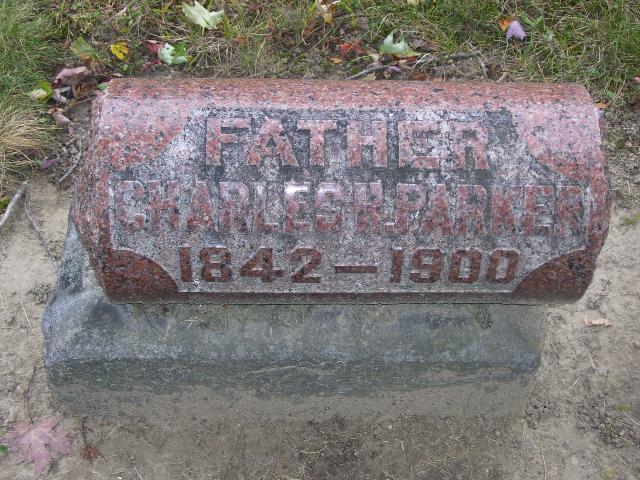 FATHER
CHARLES H. PARKER
1842 – 1900